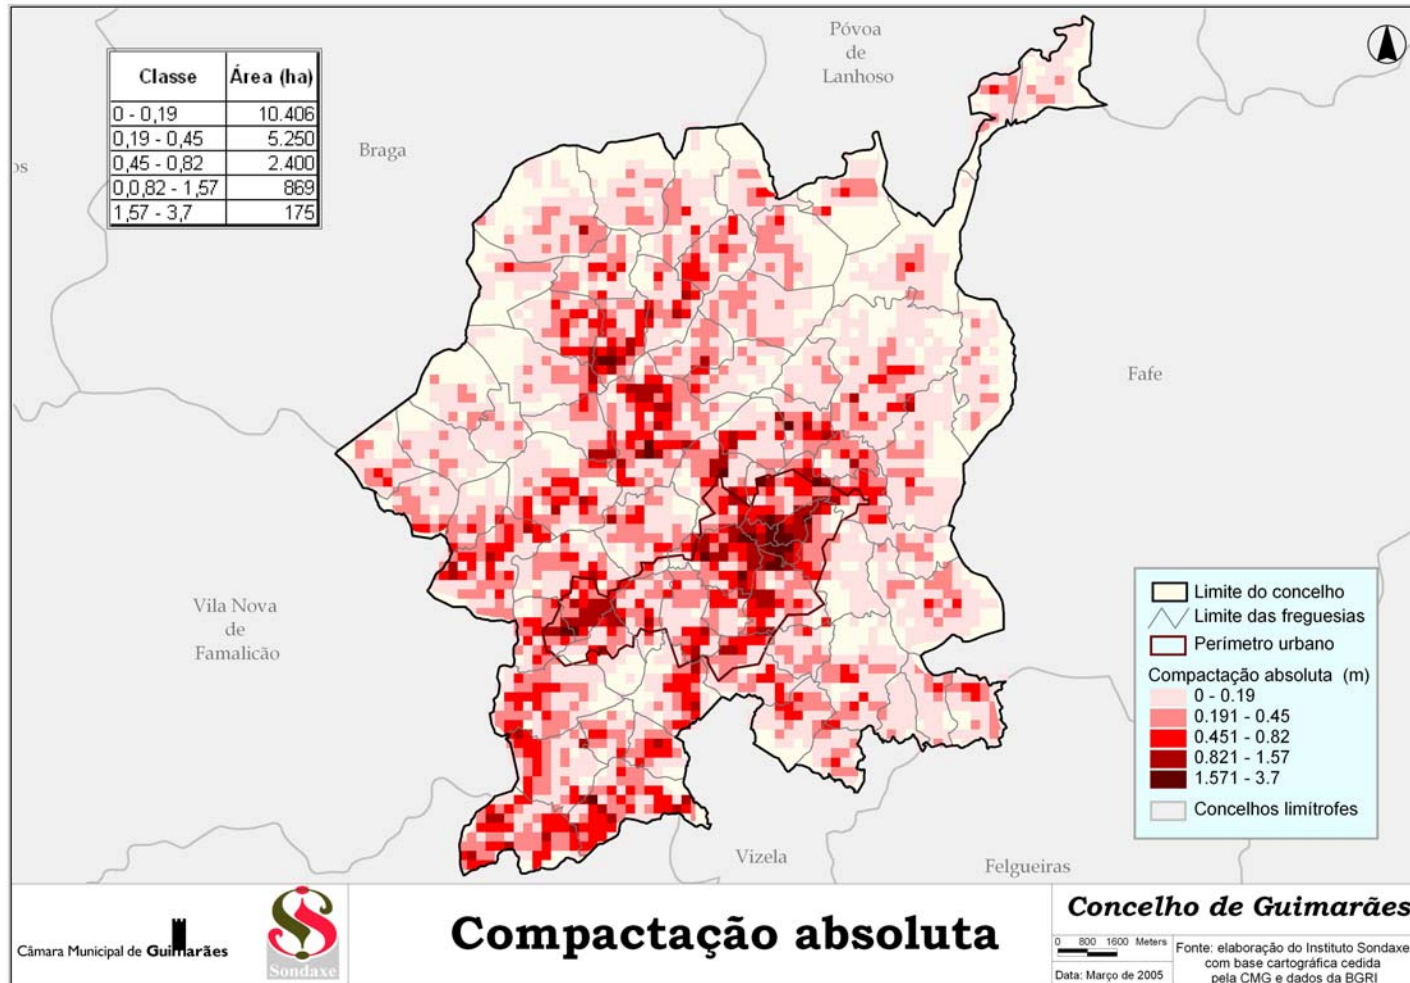 Póvoa
de
Lanhoso
Classe Área (ha)
0 - 0,19 10.406
0,19 - 0,45 5.250
0,45 - 0,82 2.400
0,0,82 - 1,57 869
1,57 - 3,7 175
Braga
os
Fafe
Vila Nova
de
Famalicão
Limite do concelho
Limite das freguesias
Perímetro urbano
Compactação absoluta (m)
0 - 0.19
0.191 - 0.45
0.451 - 0.82
0.821 - 1.57
1.571 - 3.7
Concelhos limítrofes
Vizela
Felgueiras
Câmara Municipal de Guimarães
Sondaxe
Compactação absoluta
Concelho de Guimarães
0 800 1600 Meters
Data: Março de 2005
Fonte: elaboração do Instituto Sondaxe
com base cartográfica cedida
pela CMG e dados da BGRI